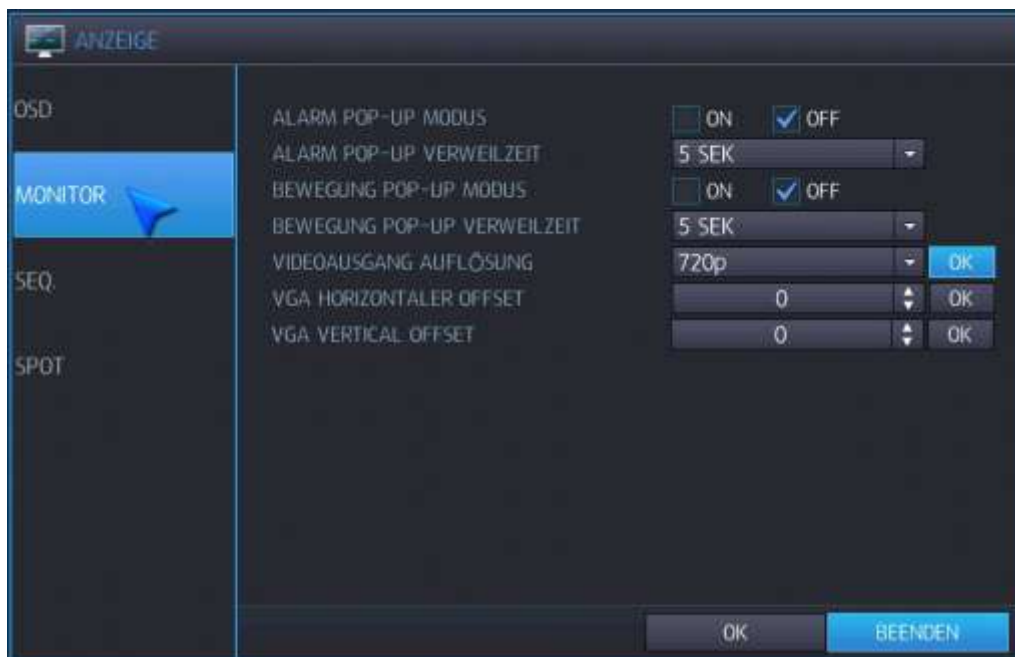 ANZEIGE
OSD
MONITOR
SEQ.
SPOT
ALARM POP-UP MODUS ON OFF
ALARM POP-UP VERWEILZEIT 5 SEK
BEWEGUNG POP-UP MODUS ON OFF
BEWEGUNG POP-UP VERWEILZEIT 5 SEK
VIDEOAUSGANG AUFLÖSUNG 720p OK
VGA HORIZONTALER OFFSET 0 OK
VGA VERTICAL OFFSET 0 OK
OK BEENDEN